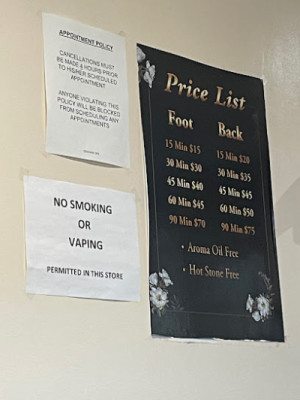 APPOINTMENT POLICY
CANCELLATIONS MUST
BE MADE 4 HOURS PRIOR
TO HIS/HER SCHEDULED
APPOINTMENT
ANYONE VIOLATING THIS
POLICY WILL BE BLOCKED
FROM SCHEDULING ANY
APPOINTMENTS
NO SMOKING
OR
VAPING
PERMITTED IN THIS STORE
Price List
Foot Back
15 Min $15 15 Min $20
30 Min $30 30 Min $35
45 Min $40 45 Min $45
60 Min $45 60 Min $50
90 Min $70 90 Min $75
• Aroma Oil Free
• Hot Stone Free